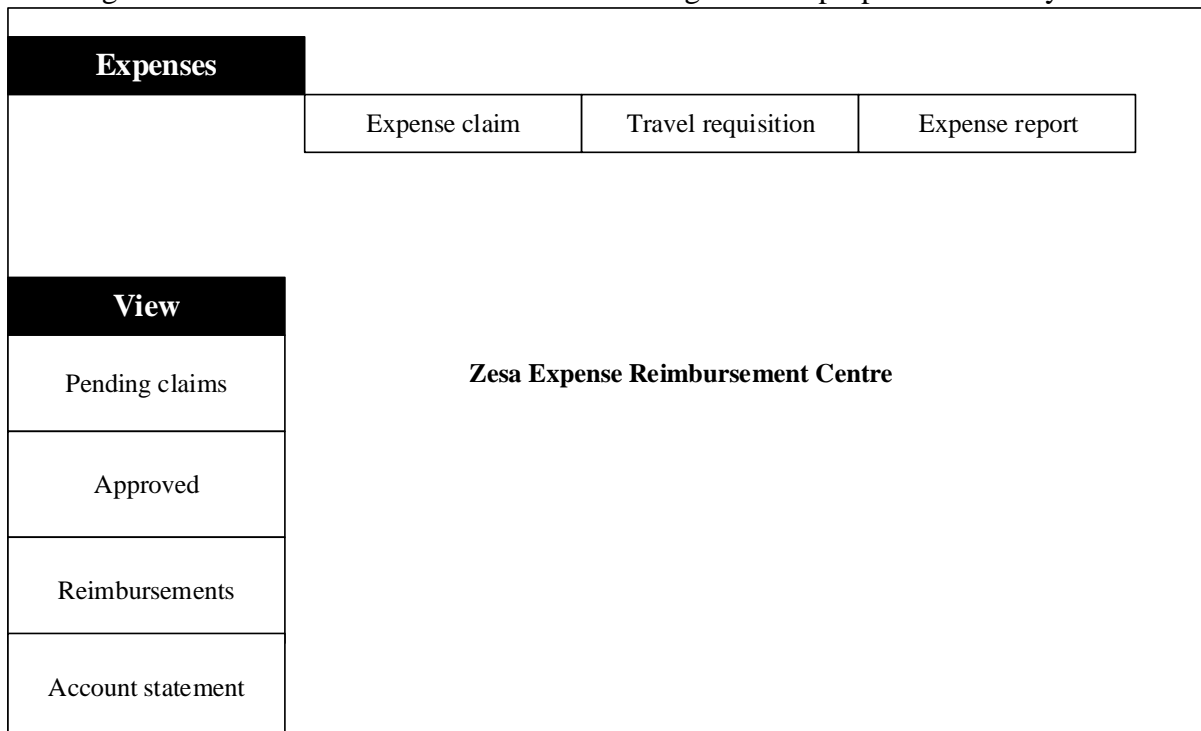 Expenses
Expense claim Travel requisition Expense report
View
Pending claims
Zesa Expense Reimbursement Centre
Approved
Reimbursements
Account statement